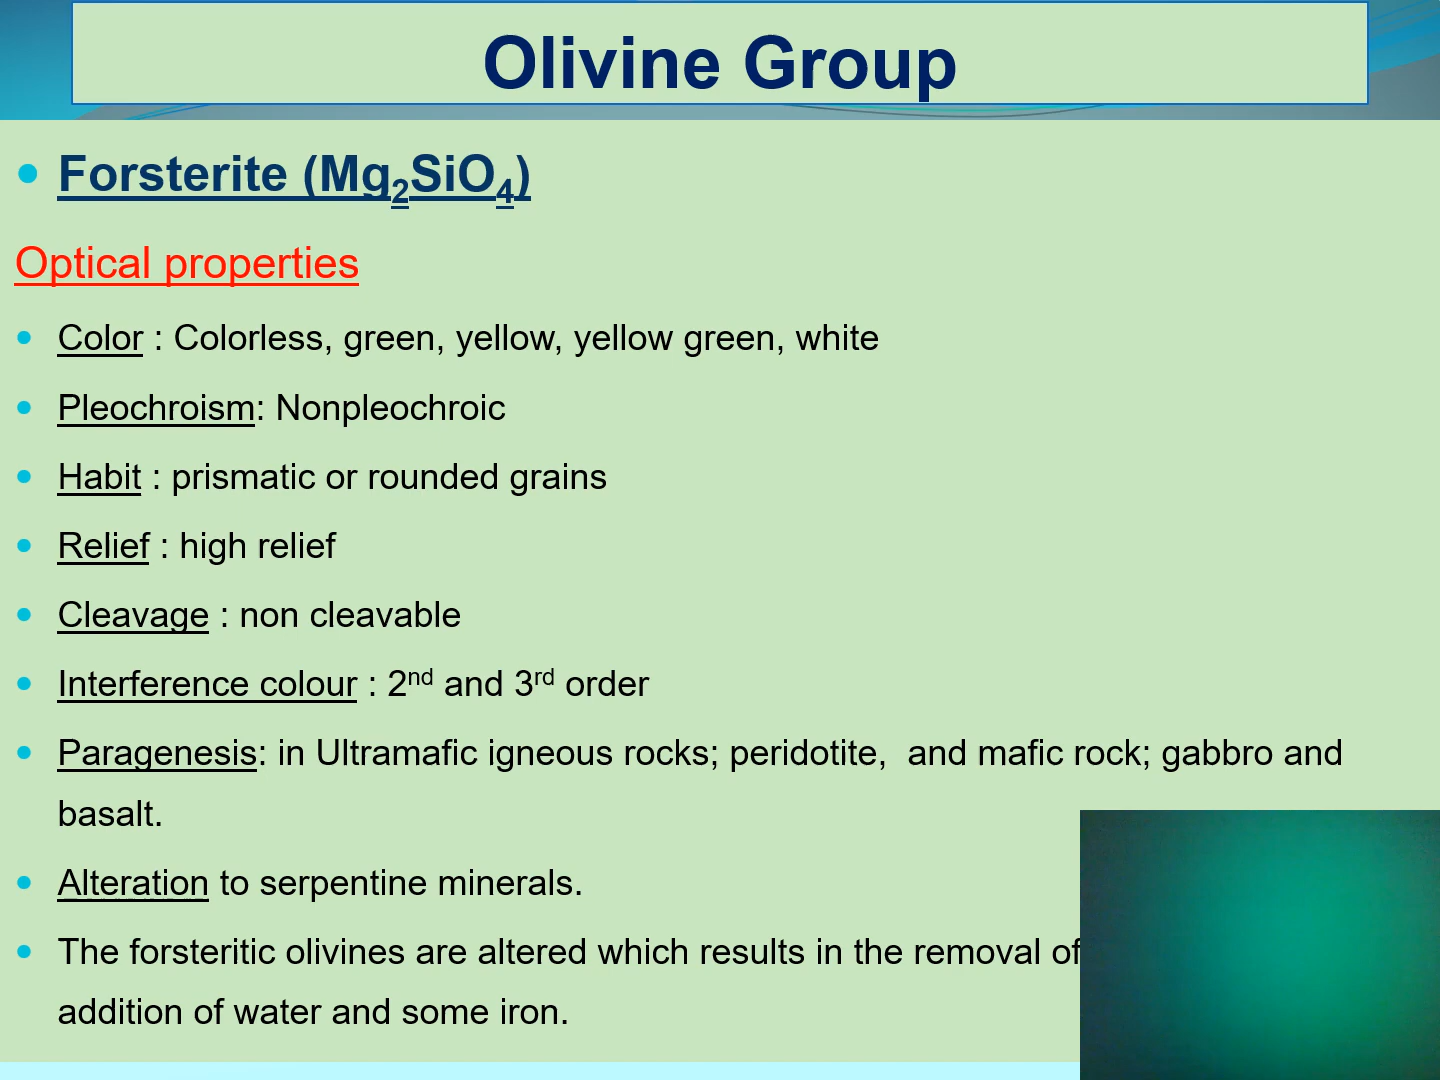 Olivine Group
Forsterite (Mg2SiO4)
Optical properties
Color : Colorless, green, yellow, yellow green, white
Pleochroism: Nonpleochroic
Habit : prismatic or rounded grains
Relief : high relief
Cleavage : non cleavable
Interference colour : 2nd and 3rd order
Paragenesis: in Ultramafic igneous rocks; peridotite,  and mafic rock; gabbro and
basalt.
Alteration to serpentine minerals.
The forsteritic olivines are altered which results in the removal of
addition of water and some iron.